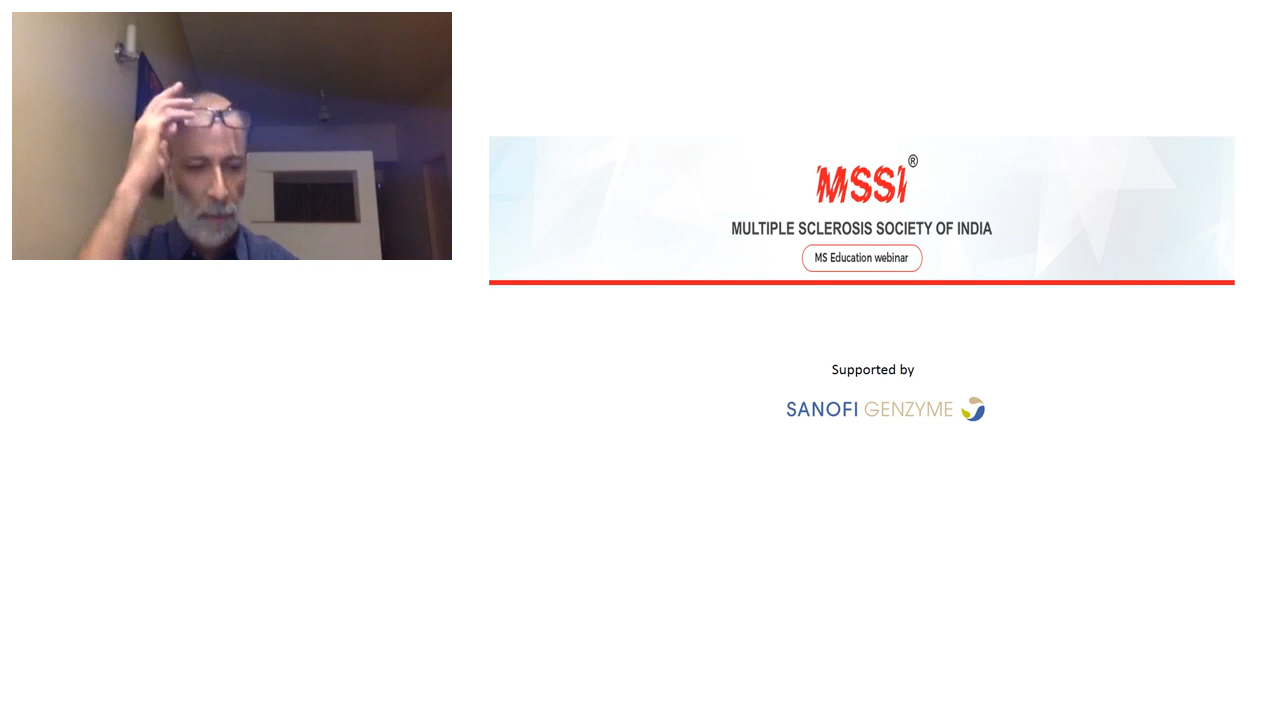 MSSI®
MULTIPLE SCLEROSIS SOCIETY OF INDIA
MS Education webinar
Supported by
SANOFI GENZYME